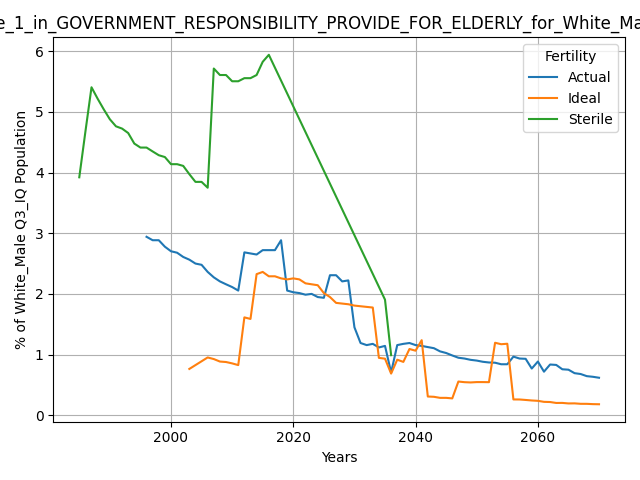 e_1_in_GOVERNMENT_RESPONSIBILITY_PROVIDE_FOR_ELDERLY_for_White_Ma
Fertility
Actual
Ideal
Sterile
% of White_Male Q3_IQ Population
6
5
4
3
2
1
0
2000
2020
2040
2060
Years